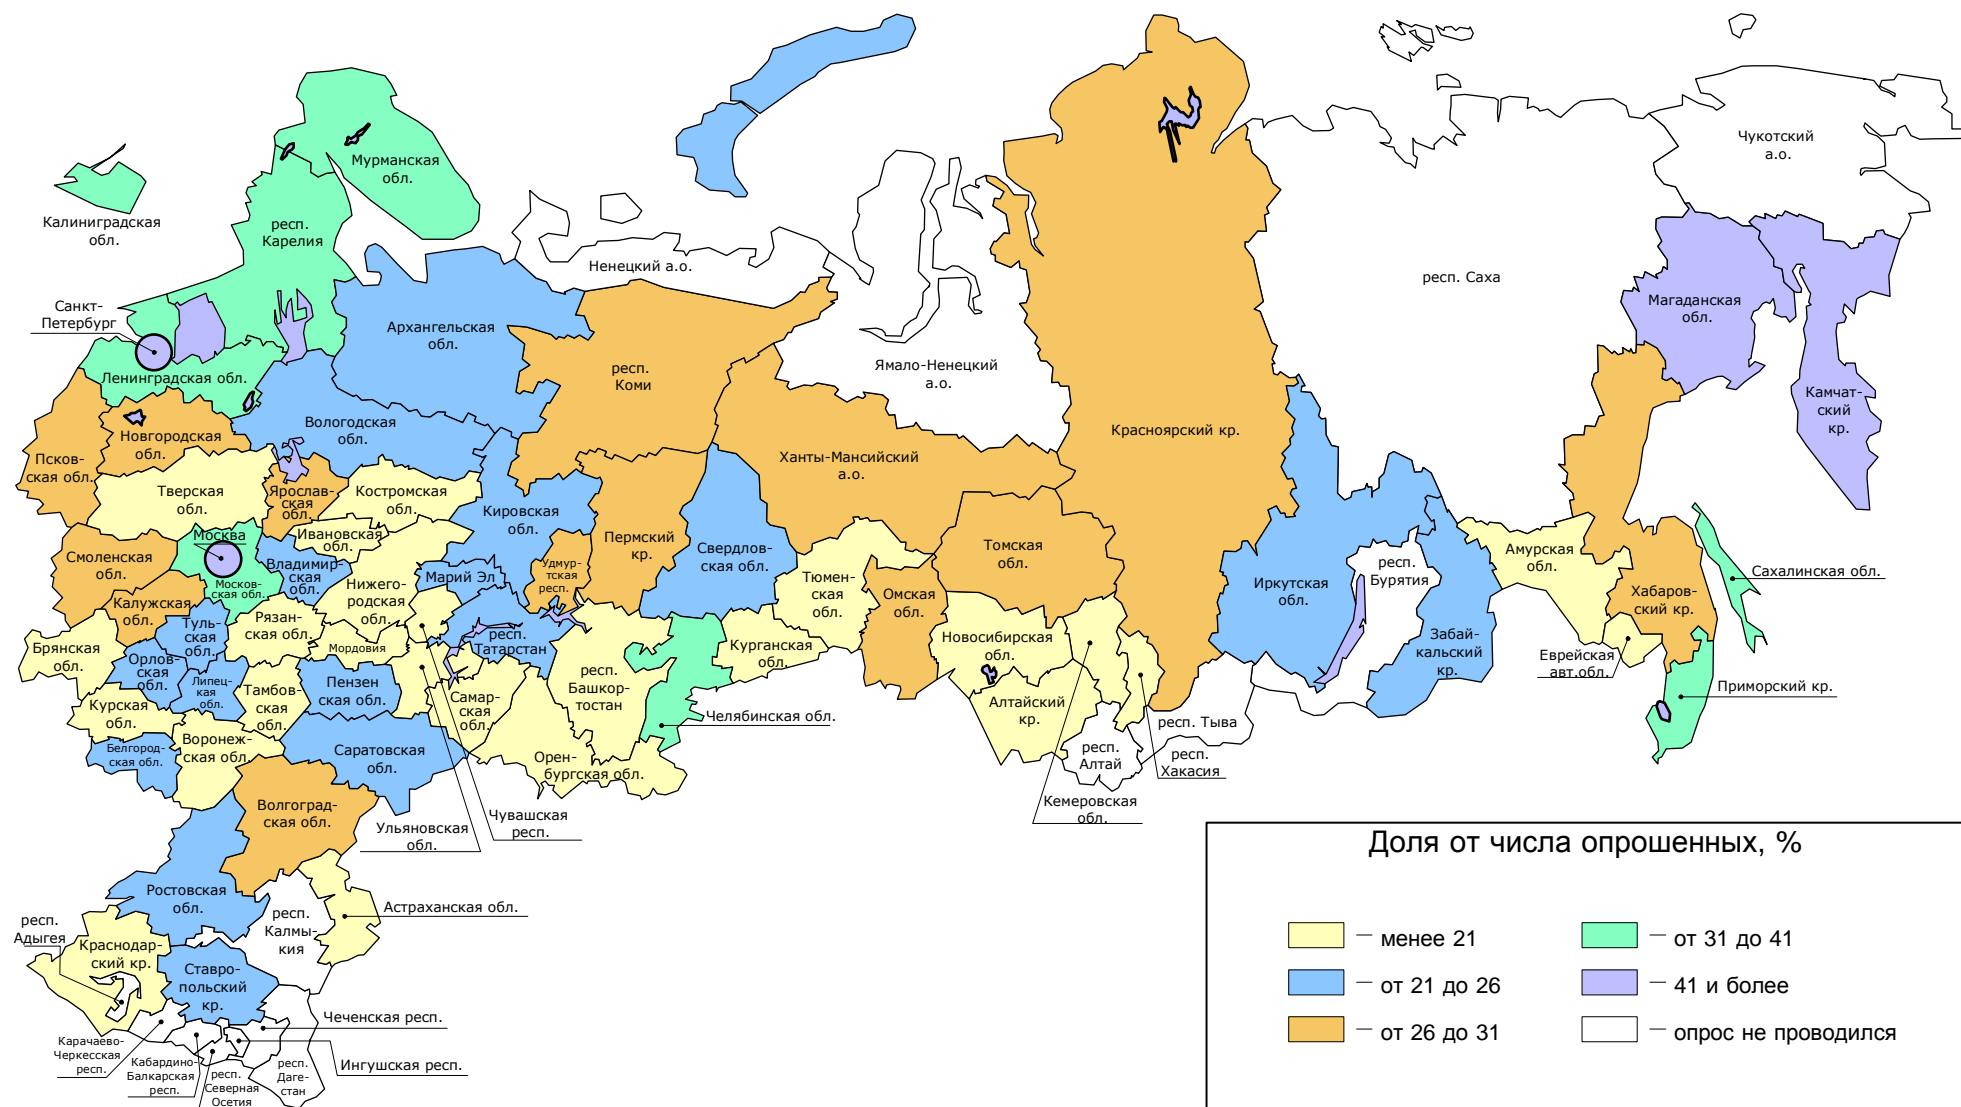 Чукотский
а.о.
Мурманская
обл.
Калининградская
обл.
респ.
Карелия
Ненецкий а.о.
респ. Саха
Магаданская
обл.
Санкт-
Петербург
Архангельская
обл.
Ямало-Ненецкий
а.о.
респ.
Коми
Ленинградская обл.
Камчат-
ский
кр.
Вологодская
обл.
Новгородская
обл.
Красноярский кр.
Псков-
ская обл.
Ханты-Мансийский
а.о.
Тверская
обл.
Ярослав-
ская
обл.
Костромская
обл.
Кировская
обл.
Москва
Ивановская
обл.
Пермский
кр.
Свердлов-
ская обл.
Томская
обл.
Амурская
обл.
Смоленская
обл.
Владимир-
ская
обл.
Марий Эл
Удмур-
тская
респ.
респ.
Бурятия
Сахалинская обл.
Москов-
ская обл.
Нижего-
родская
обл.
Тюмен-
ская
обл.
Омская
обл.
Иркутская
обл.
Хабаров-
ский кр.
Калужская
обл.
Туль-
ская
обл.
Рязан-
ская обл.
Мордовия
респ.
Татарстан
Новосибирская
обл.
Забай-
кальский
кр.
Брянская
обл.
Орлов-
ская
обл.
Липец-
кая
обл.
Тамбов-
ская
обл.
Пензен
ская обл.
Курганская
обл.
Еврейская
авт.обл.
респ.
Башкор-
тостан
Самар-
ская
обл.
Приморский кр.
Курская
обл.
Алтайский
кр.
Челябинская обл.
респ. Тыва
Белгород-
ская обл.
Воронеж-
ская обл.
Саратовская
обл.
Орен-
бургская обл.
респ.
Алтай
респ.
Хакасия
Волгоград-
ская обл.
Кемеровская
обл.
Чувашская
респ.
Ульяновская
обл.
Ростовская
обл.
Астраханская обл.
респ.
Калмы-
кия
респ.
Адыгея
Краснодар-
ский кр.
Ставро-
польский
кр.
Чеченская респ.
Карачаево-
Черкесская
респ.
Кабардино-
Балкарская
респ.
респ.
Северная
Осетия
респ.
Даге-
стан
Ингушская респ.
Доля от числа опрошенных, %
— менее 21
— от 21 до 26
— от 26 до 31
— от 31 до 41
— 41 и более
— опрос не проводился